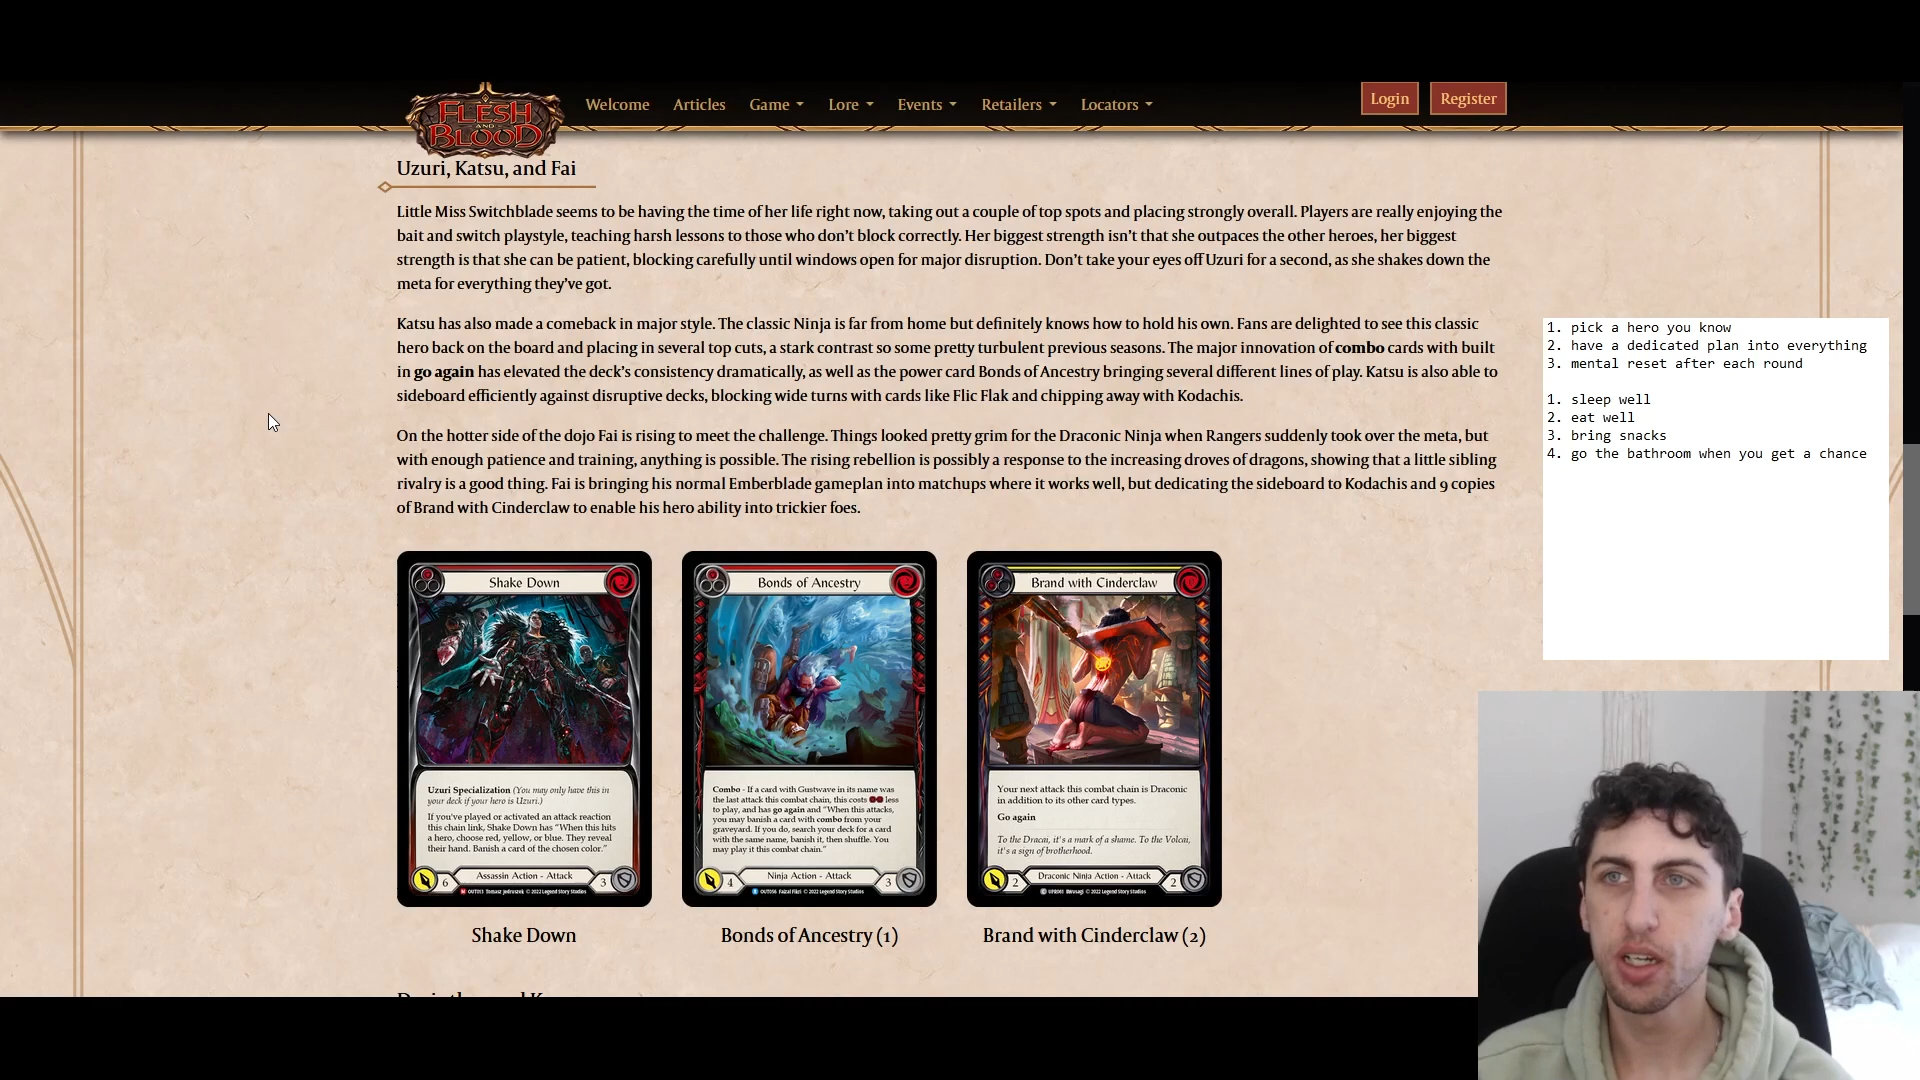 FLESH
AND
BLOOD
Welcome Articles Game Lore Events Retailers Locators
Login Register
Uzuri, Katsu, and Fai
Little Miss Switchblade seems to be having the time of her life right now, taking out a couple of top spots and placing strongly overall. Players are really enjoying the
bait and switch playstyle, teaching harsh lessons to those who don't block correctly. Her biggest strength isn't that she outpaces the other heroes, her biggest
strength is that she can be patient, blocking carefully until windows open for major disruption. Don't take your eyes off Uzuri for a second, as she shakes down the
meta for everything they've got.
Katsu has also made a comeback in major style. The classic Ninja is far from home but definitely knows how to hold his own. Fans are delighted to see this classic
hero back on the board and placing in several top cuts, a stark contrast so some pretty turbulent previous seasons. The major innovation of combo cards with built
in go again has elevated the deck's consistency dramatically, as well as the power card Bonds of Ancestry bringing several different lines of play. Katsu is also able to
sideboard efficiently against disruptive decks, blocking wide turns with cards like Flic Flak and chipping away with Kodachis.
On the hotter side of the dojo Fai is rising to meet the challenge. Things looked pretty grim for the Draconic Ninja when Rangers suddenly took over the meta, but
with enough patience and training, anything is possible. The rising rebellion is possibly a response to the increasing droves of dragons, showing that a little sibling
rivalry is a good thing. Fai is bringing his normal Emberblade gameplan into matchups where it works well, but dedicating the sideboard to Kodachis and 9 copies
of Brand with Cinderclaw to enable his hero ability into trickier foes.
1. pick a hero you know
2. have a dedicated plan into everything
3. mental reset after each round
1. sleep well
2. eat well
3. bring snacks
4. go the bathroom when you get a chance
Shake Down
Uzuri Specialization (You may only have this in
your deck if your hero is Uzuri.)
If you've played or activated an attack reaction
this chain link, Shake Down has "When this hits
a hero, choose red, yellow, or blue. They reveal
their hand. Banish a card of the chosen color."
6 Assassin Action - Attack 3
Shake Down
Bonds of Ancestry
Combo - If a card with Gustwave in its name was
the last attack this combat chain, this costs less
to play, and has go again and "When this attacks,
you may banish a card with combo from your
graveyard. If you do, search your deck for a card
with the same name, banish it, then shuffle. You
may play it this combat chain."
4 Ninja Action - Attack 3
Bonds of Ancestry (1)
Brand with Cinderclaw
Your next attack this combat chain is Draconic
in addition to its other card types.
Go again
To the Dracai, it's a mark of a shame. To the Volcai,
it's a sign of brotherhood.
2 Draconic Ninja Action - Attack 2
Brand with Cinderclaw (2)